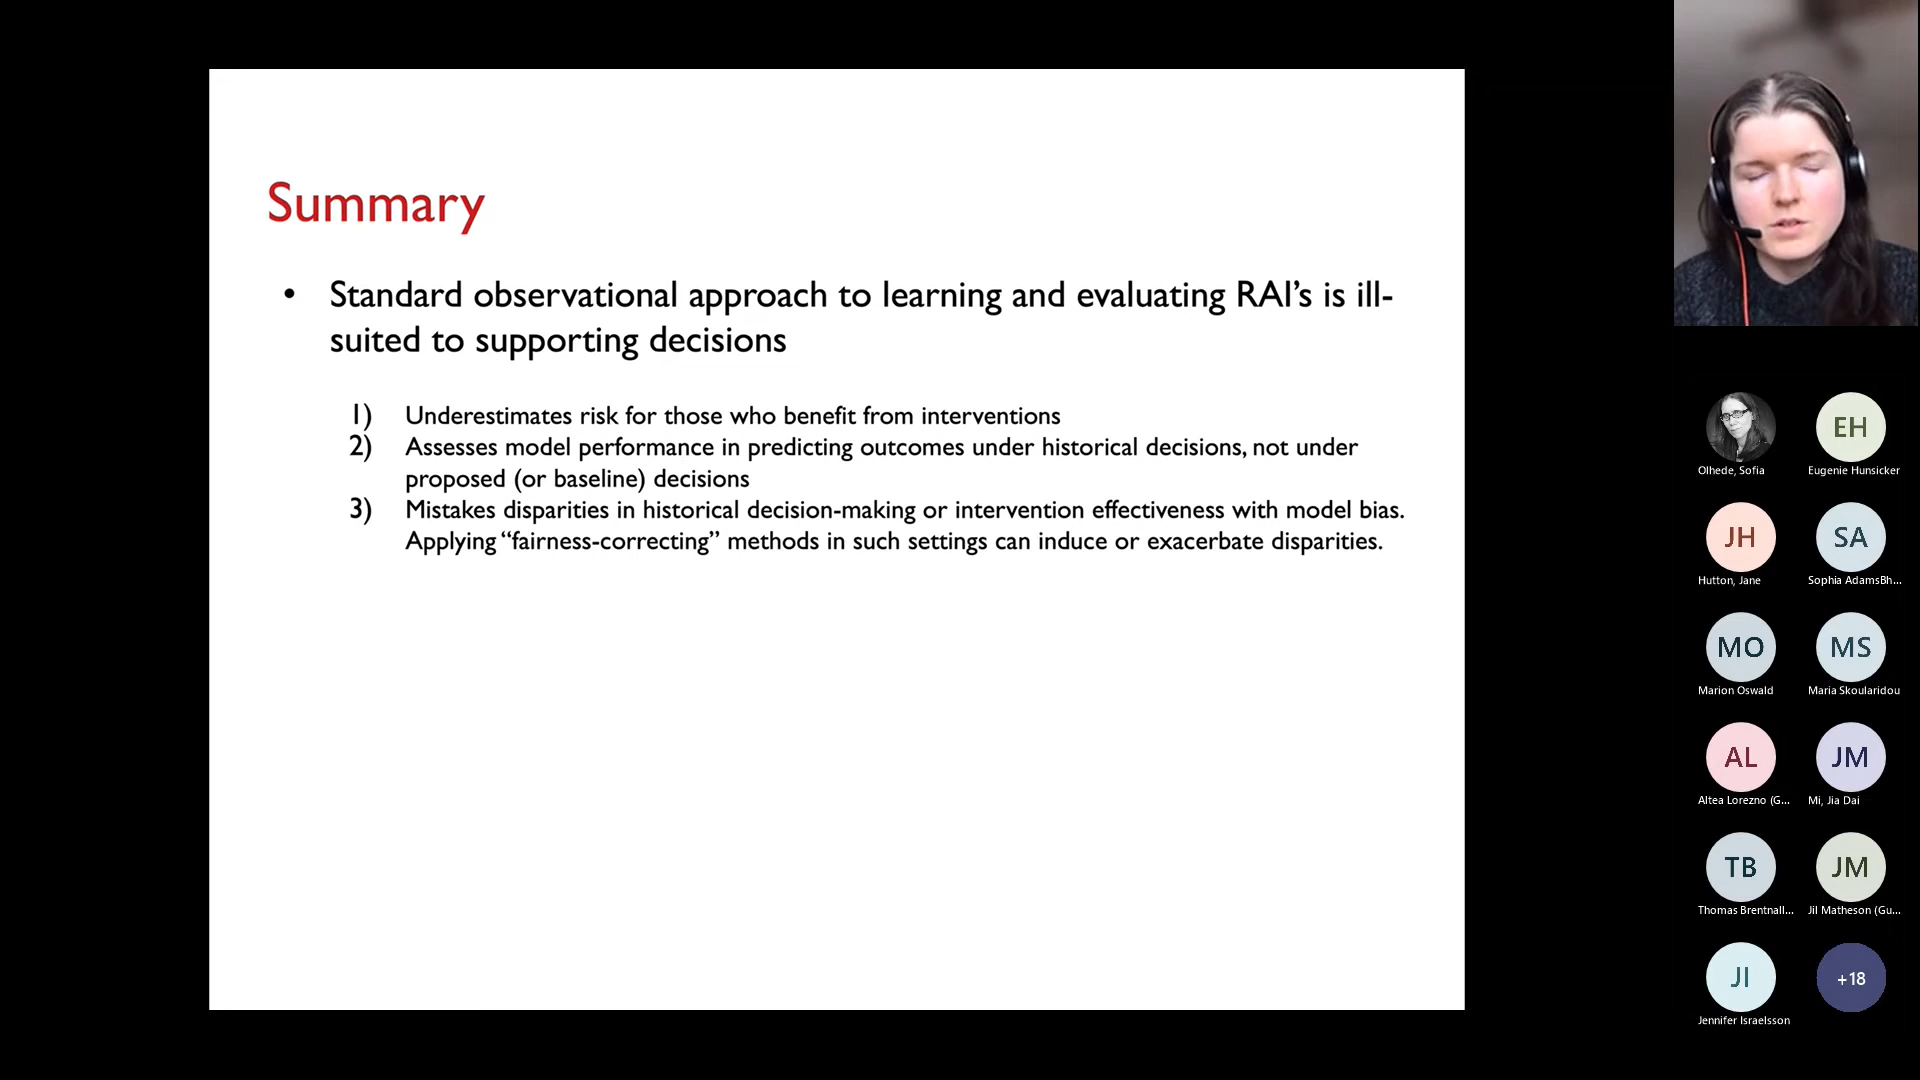 Summary
• Standard observational approach to learning and evaluating RAI's is ill-
suited to supporting decisions
1) Underestimates risk for those who benefit from interventions
2) Assesses model performance in predicting outcomes under historical decisions, not under
proposed (or baseline) decisions
3) Mistakes disparities in historical decision-making or intervention effectiveness with model bias.
Applying “fairness-correcting” methods in such settings can induce or exacerbate disparities.
EH
Olhede, Sofia
Eugenie Hunsicker
JH
SA
Hutton, Jane
Sophia AdamsBh...
MO
MS
Marion Oswald
Maria Skoularidou
AL
JM
Altea Lorezno (G...
Mi, Jia Dai
TB
JM
Thomas Brentnall...
Jil Matheson (Gu...
JI
+18
Jennifer Israelsson